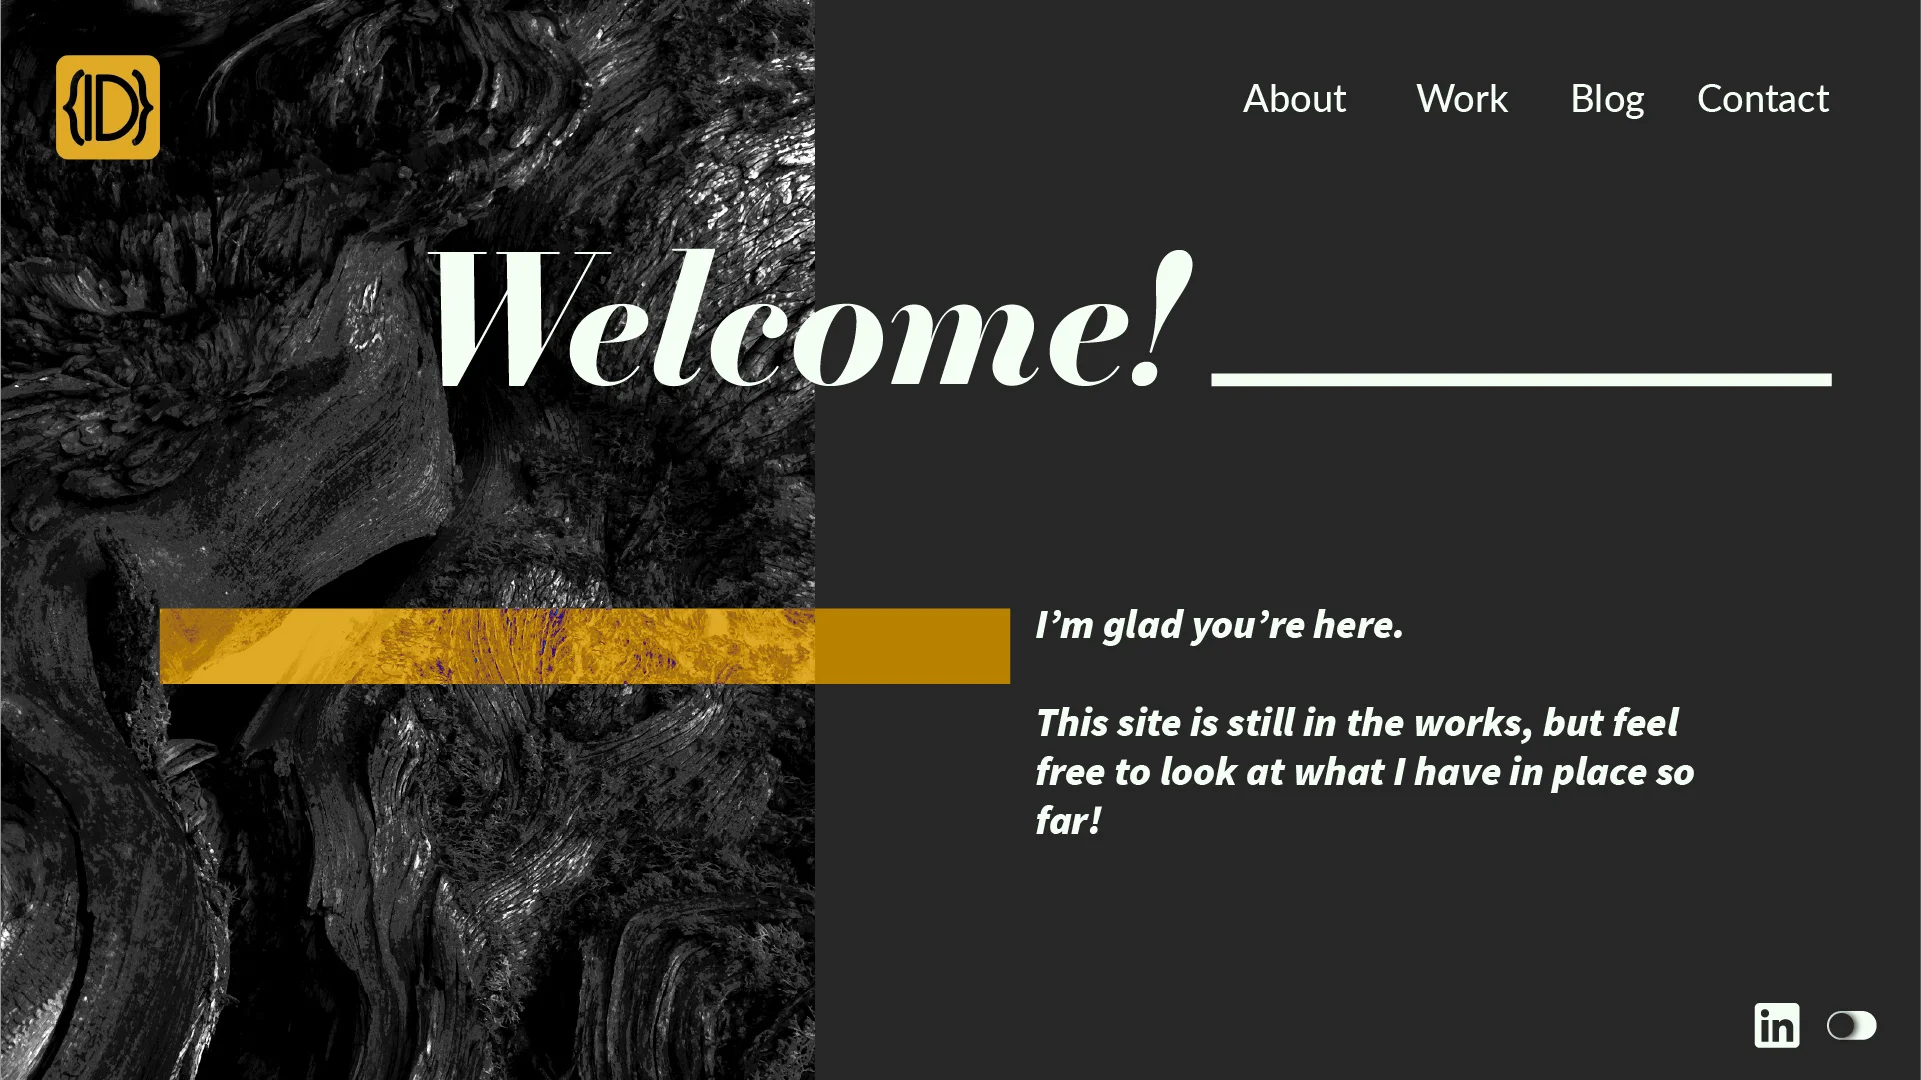 {ID}
About Work Blog Contact
Welcome!
I’m glad you’re here.
This site is still in the works, but feel
free to look at what I have in place so
far!
in